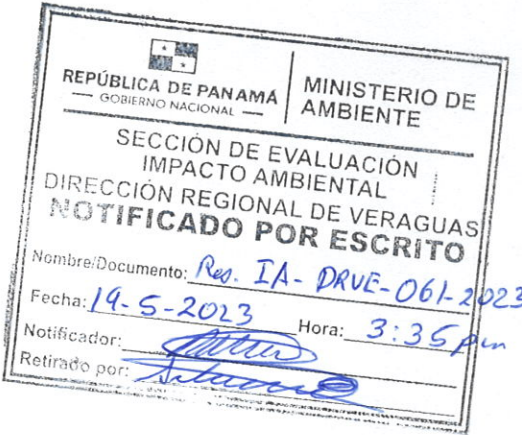 REPÚBLICA DE PANAMÁ
— GOBIERNO NACIONAL —
MINISTERIO DE
AMBIENTE
SECCIÓN DE EVALUACIÓN
IMPACTO AMBIENTAL
DIRECCIÓN REGIONAL DE VERAGUAS
NOTIFICADO POR ESCRITO
Nombre/Documento: Res. IA-DRVE-061-2023
Fecha: 19-5-2023 Hora: 3:35 pm
Notificador:
Retirado por: